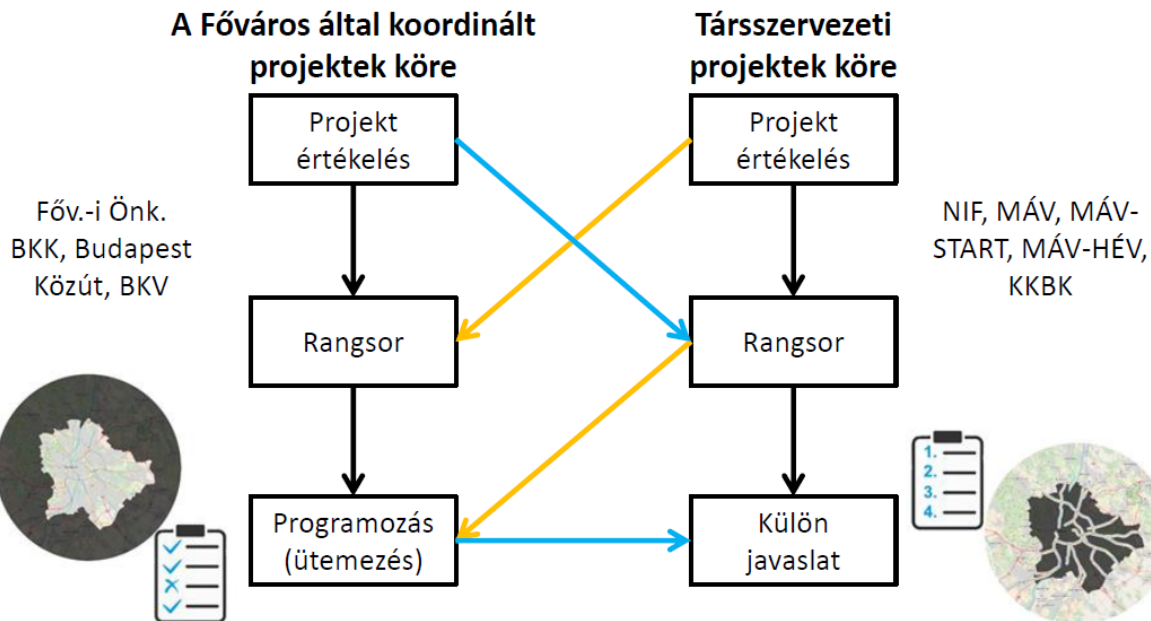 A Főváros által koordinált
projektek köre
Társszervezeti
projektek köre
Projekt
értékelés
Projekt
értékelés
Főv.-i Önk.
BKK, Budapest
Közút, BKV
NIF, MÁV, MÁV-
START, MÁV-HÉV,
KKBK
Rangsor
Rangsor
1.
2.
3.
4.
Programozás
(ütemezés)
Külön
javaslat